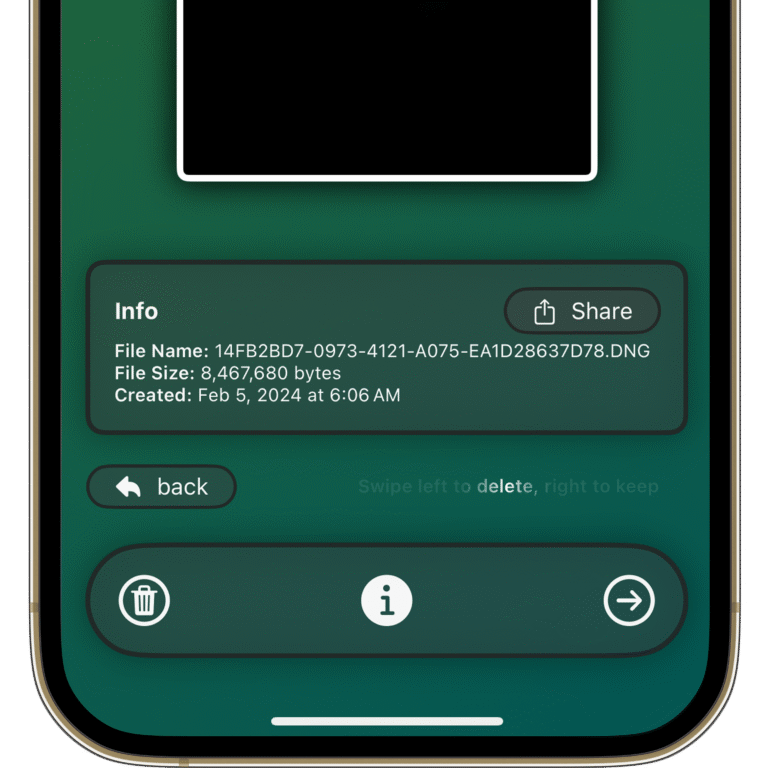 Info
Share
File Name: 14FB2BD7-0973-4121-A075-EA1D28637D78.DNG
File Size: 8,467,680 bytes
Created: Feb 5, 2024 at 6:06 AM
back
Swipe left to delete, right to keep